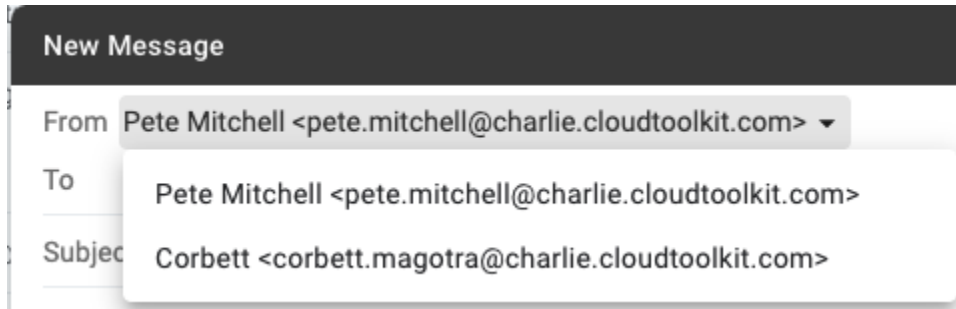 New Message
From Pete Mitchell <pete.mitchell@charlie.cloudtoolkit.com>
To
Pete Mitchell <pete.mitchell@charlie.cloudtoolkit.com>
Subjec
Corbett <corbett.magotra@charlie.cloudtoolkit.com>